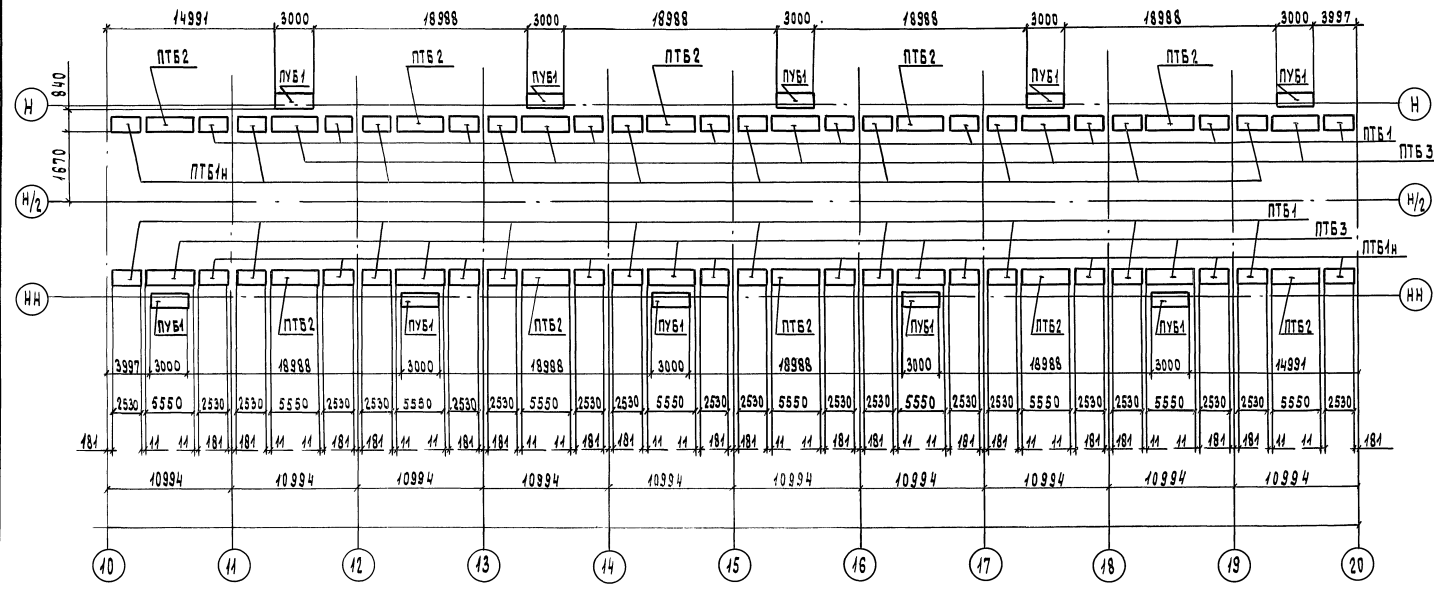 14991 3000 18988 3000 18988 3000 18988 3000 18988 3000 3997
ПТБ2 ПТБ2 ПТБ2 ПТБ2 ПТБ2
ПУБ1 ПУБ1 ПУБ1 ПУБ1 ПУБ1
840
Н Н
ПТБ1
ПТБ3
1670
ПТБ1н
Н/2 Н/2
ПТБ1
ПТБ3
ПТБ1н
НН НН
ПУБ1 ПТБ2 ПУБ1 ПТБ2 ПУБ1 ПТБ2 ПУБ1 ПТБ2 ПУБ1 ПТБ2
3997 3000 18988 3000 18988 3000 18988 3000 18988 3000 14991
2530 5550 2530 2530 5550 2530 2530 5550 2530 2530 5550 2530 2530 5550 2530 2530 5550 2530 2530 5550 2530 2530 5550 2530 2530 5550 2530 2530 5550 2530
181 11 11 181 181 11 11 181 181 11 11 181 181 11 11 181 181 11 11 181 181 11 11 181 181 11 11 181 181 11 11 181 181 11 11 181 181 11 11 181
10994 10994 10994 10994 10994 10994 10994 10994 10994 10994
10 11 12 13 14 15 16 17 18 19 20